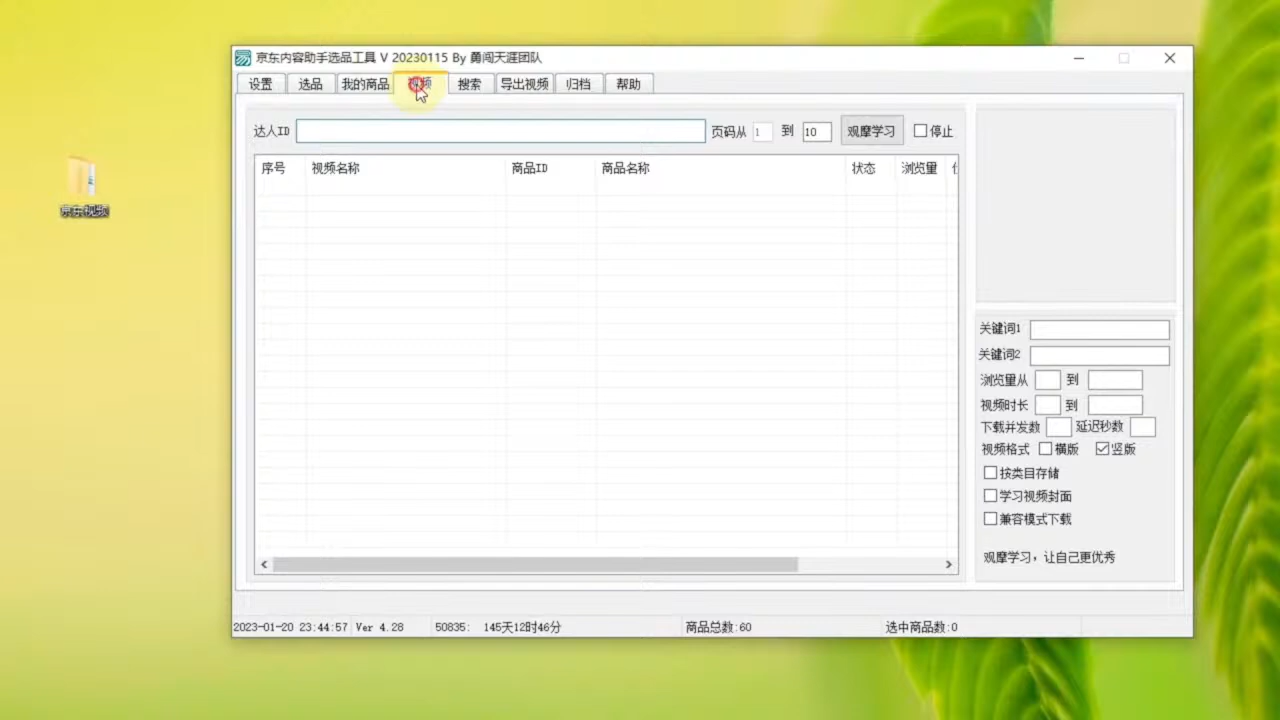 京东内容助手选品工具 V 20230115 By 勇闯天涯团队
设置 选品 我的商品 视频 搜索 导出视频 归档 帮助
达人ID 页码从 1 到 10 观摩学习 停止
序号 视频名称 商品ID 商品名称 状态 浏览量
京东视频
关键词1
关键词2
浏览量从 到
视频时长 到
下载并发数 延迟秒数
视频格式 横版 竖版
按类目存储
学习视频封面
兼容模式下载
观摩学习，让自己更优秀
2023-01-20 23:44:57 Ver 4.28 50835: 145天12时46分 商品总数:60 选中商品数:0